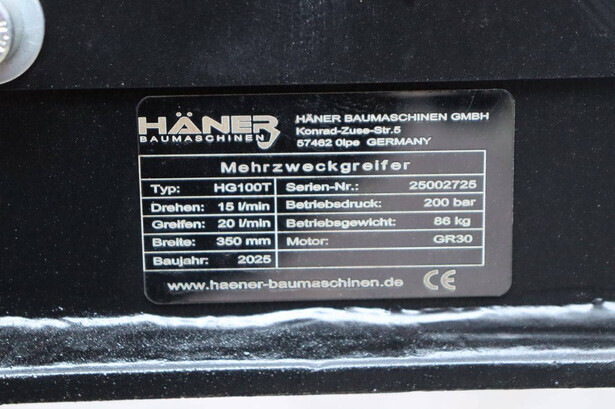 HÄNER
BAUMASCHINEN
HÄNER BAUMASCHINEN GMBH
Konrad-Zuse-Str.5
57462 Olpe GERMANY
Mehrzweckgreifer
Typ: HG100T Serien-Nr.: 25002725
Drehen: 15 l/min Betriebsdruck: 200 bar
Greifen: 20 l/min Betriebsgewicht: 86 kg
Breite: 350 mm Motor: GR30
Baujahr: 2025
www.haener-baumaschinen.de CE